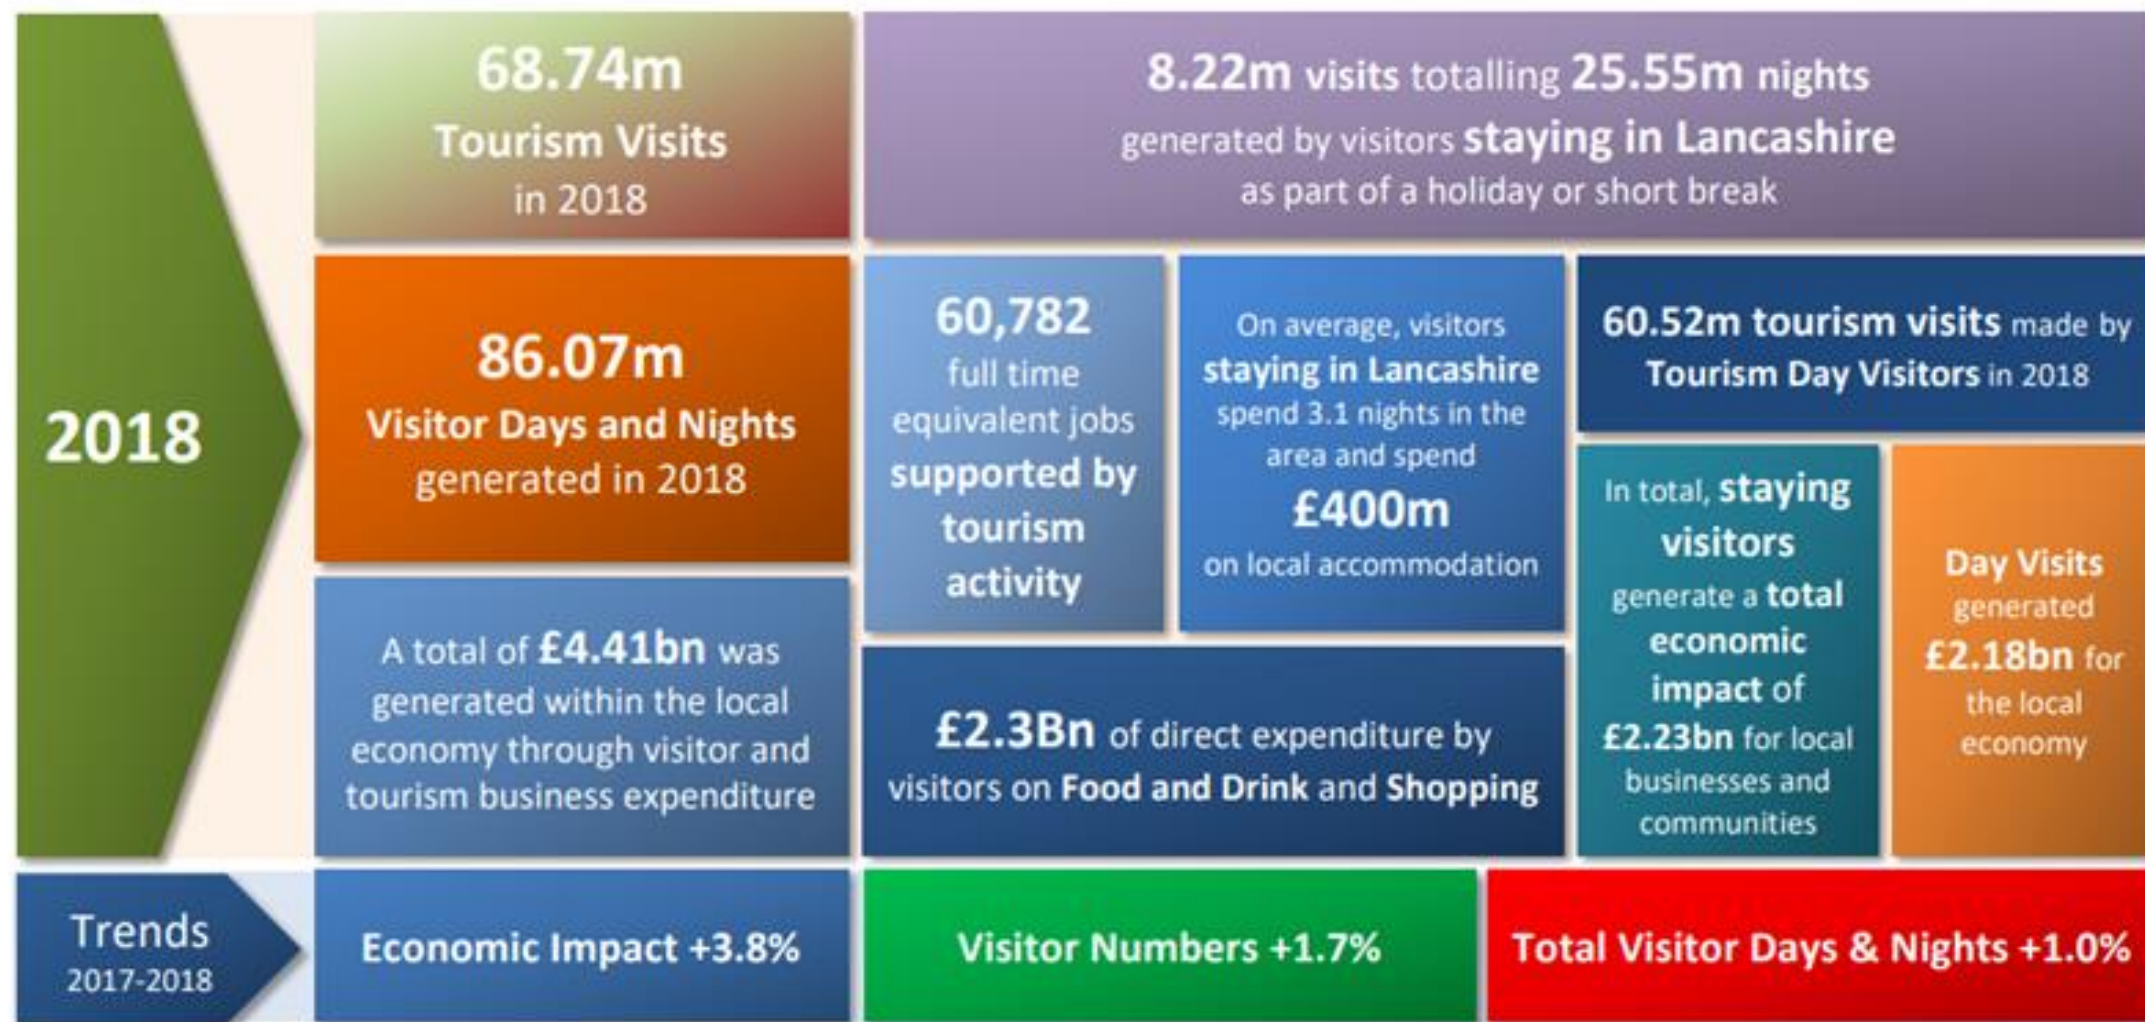 2018
68.74m
Tourism Visits
in 2018
8.22m visits totalling 25.55m nights
generated by visitors staying in Lancashire
as part of a holiday or short break
86.07m
Visitor Days and Nights
generated in 2018
60,782
full time
equivalent jobs
supported by
tourism
activity
On average, visitors
staying in Lancashire
spend 3.1 nights in the
area and spend
£400m
on local accommodation
60.52m tourism visits made by
Tourism Day Visitors in 2018
A total of £4.41bn was
generated within the local
economy through visitor and
tourism business expenditure
£2.3Bn of direct expenditure by
visitors on Food and Drink and Shopping
In total, staying
visitors
generate a total
economic
impact of
£2.23bn for local
businesses and
communities
Day Visits
generated
£2.18bn for
the local
economy
Trends
2017-2018
Economic Impact +3.8%
Visitor Numbers +1.7%
Total Visitor Days & Nights +1.0%